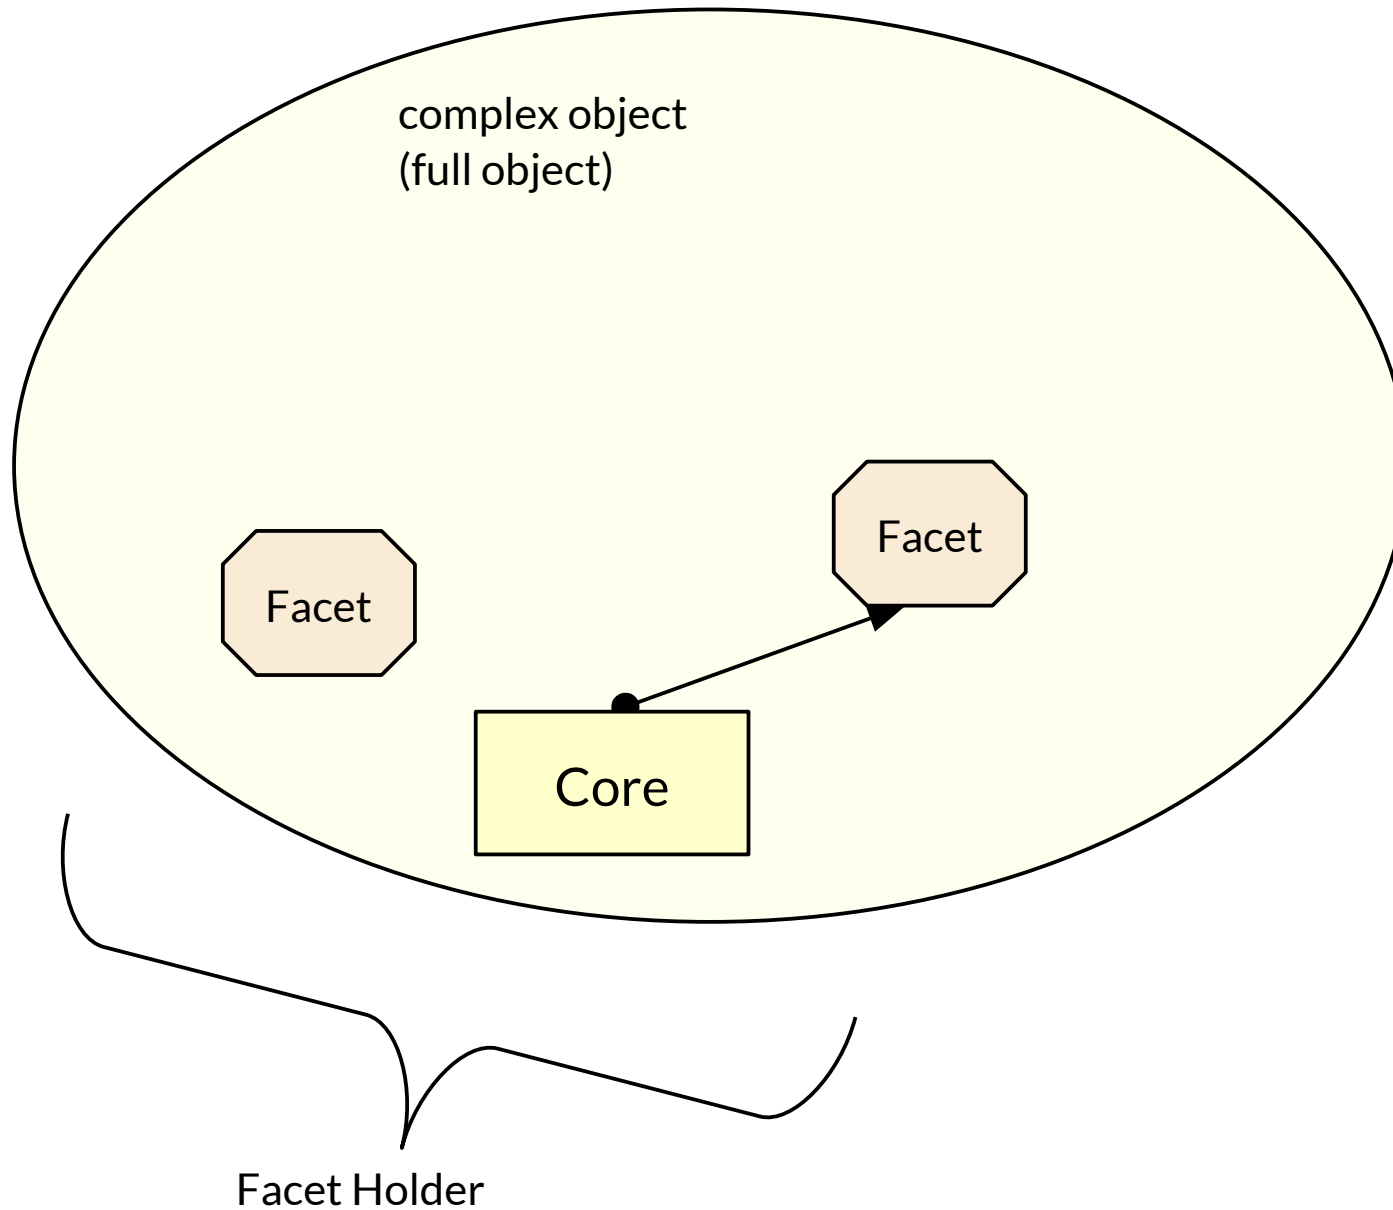 complex object
(full object)
Facet
Facet
Core
Facet Holder